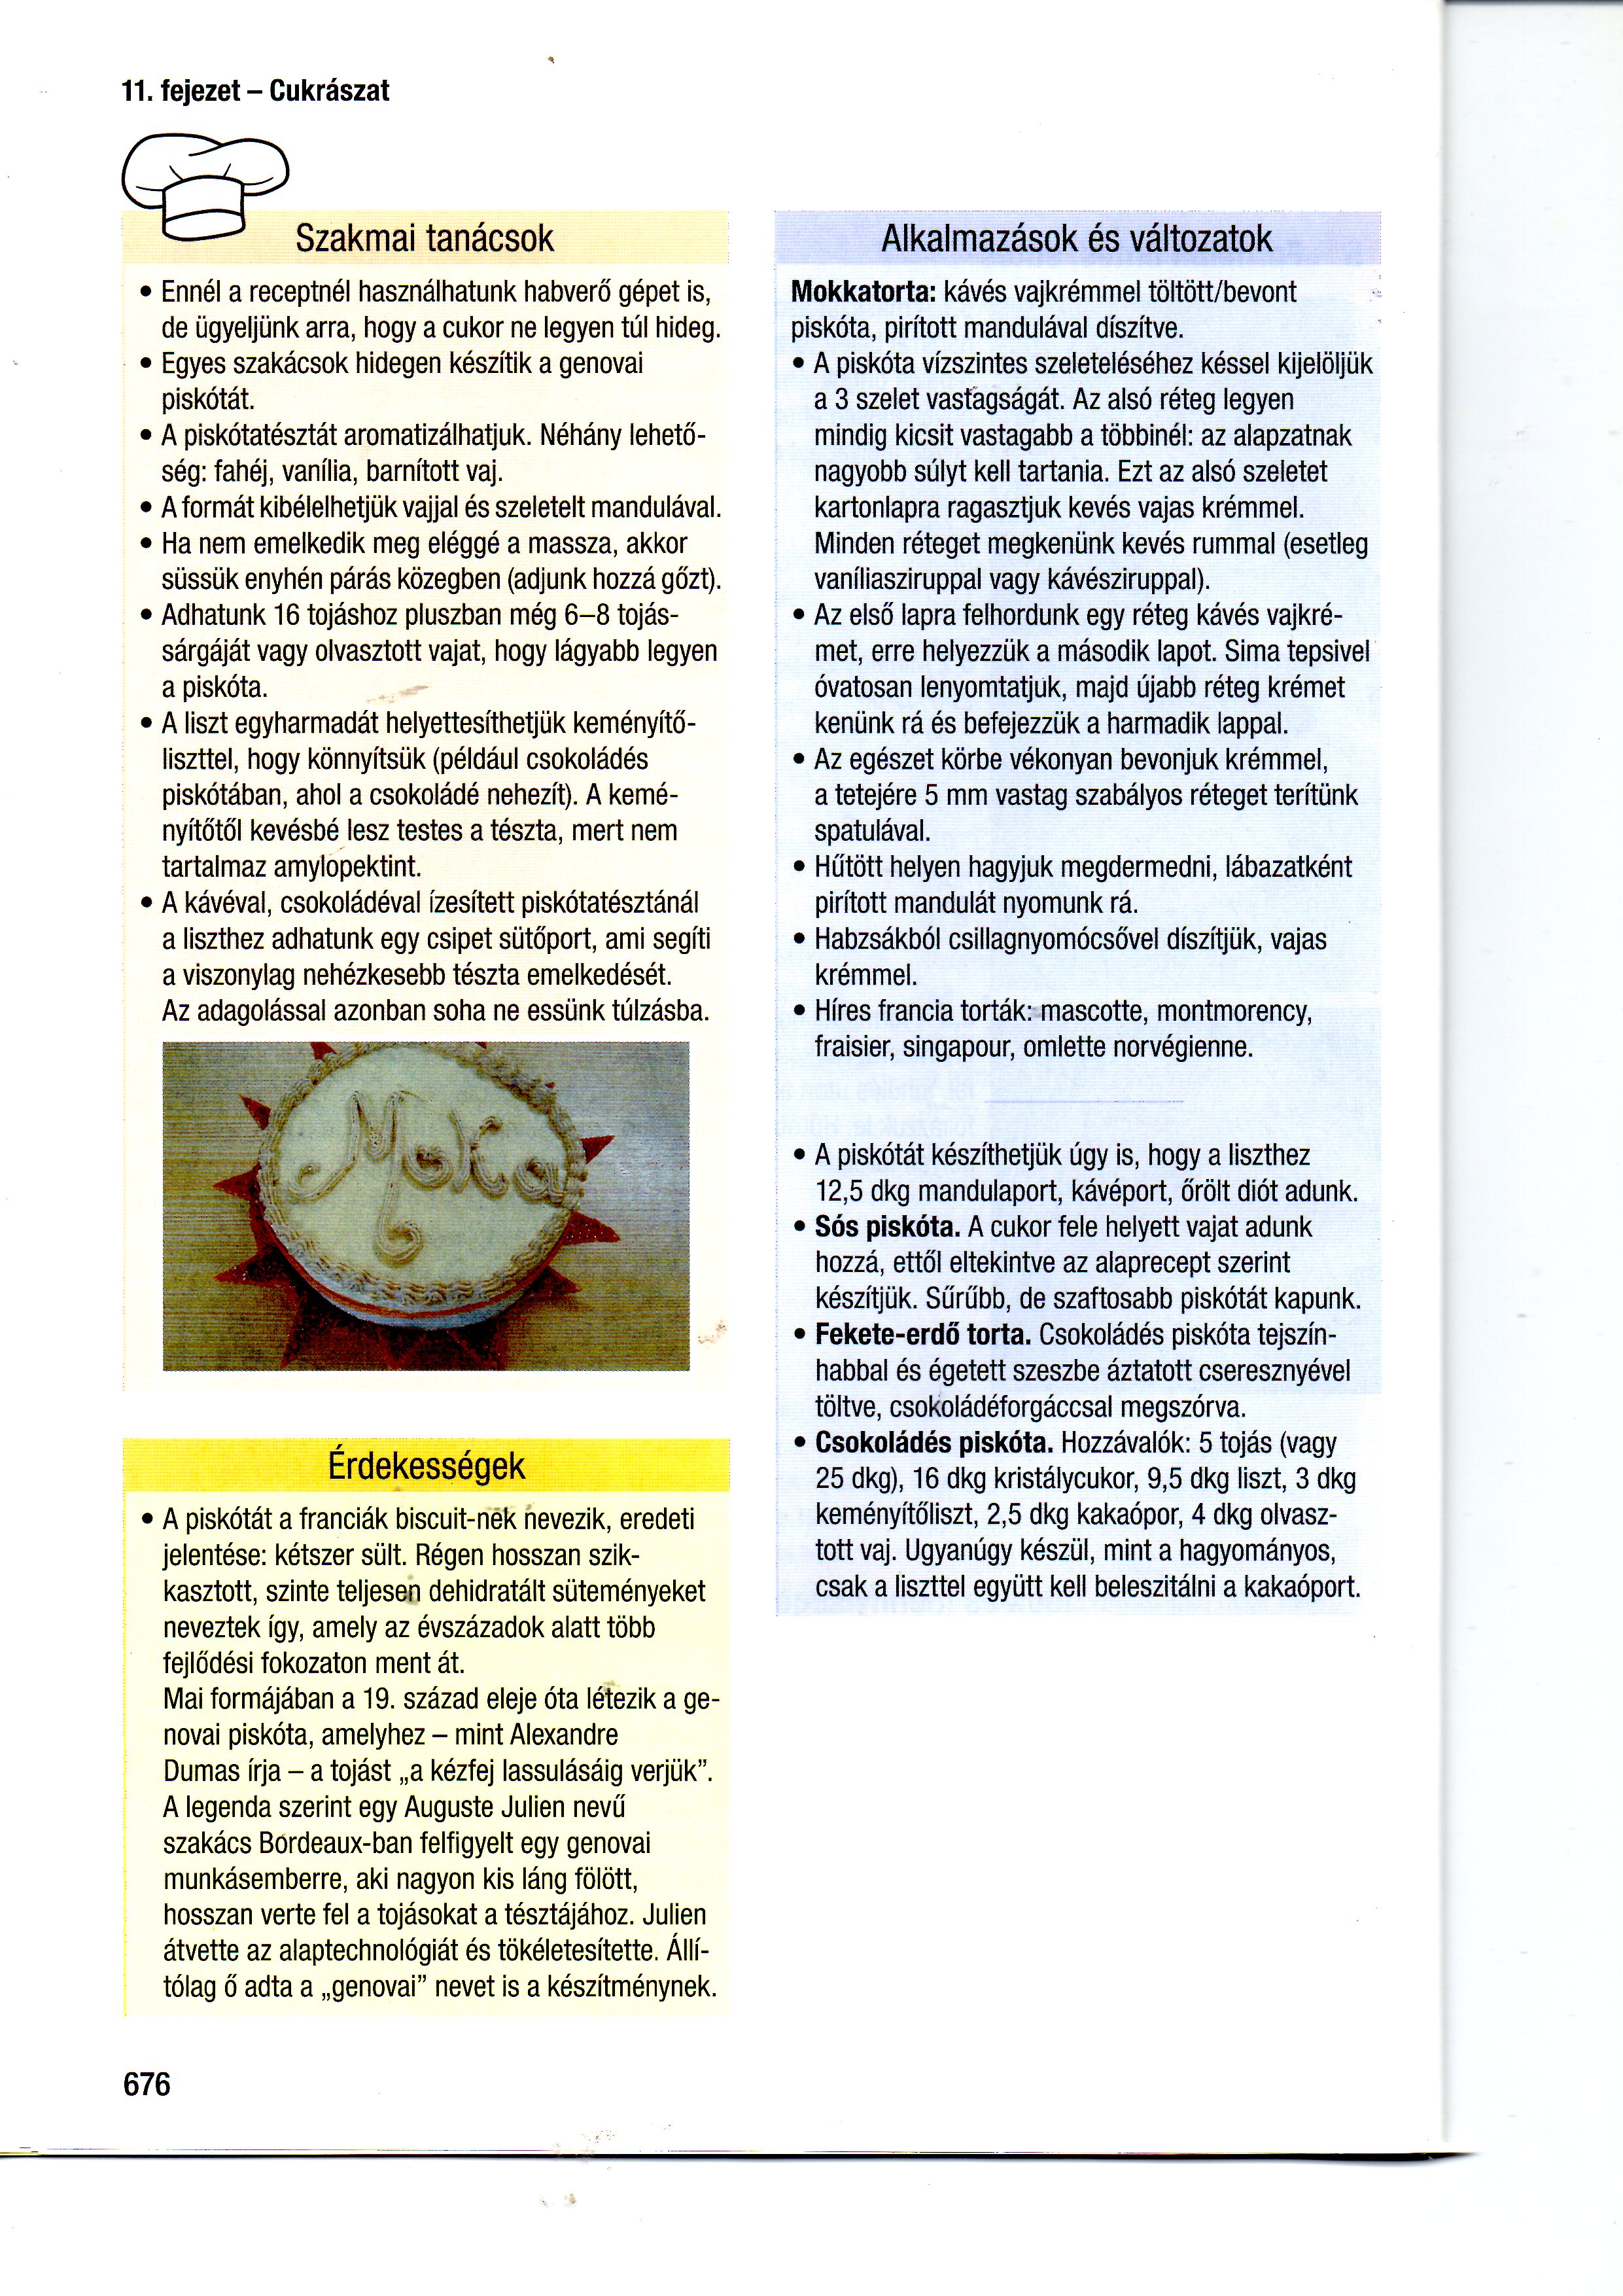 11. fejezet – Cukrászat
Szakmai tanácsok
• Ennél a receptnél használhatunk habverő gépet is,
de ügyeljünk arra, hogy a cukor ne legyen túl hideg.
• Egyes szakácsok hidegen készítik a genovai
piskótát.
• A piskótatésztát aromatizálhatjuk. Néhány lehető-
ség: fahéj, vanília, barnított vaj.
• A formát kibélelhetjük vajjal és szeletelt mandulával.
• Ha nem emelkedik meg eléggé a massza, akkor
süssük enyhén párás közegben (adjunk hozzá gőzt).
• Adhatunk 16 tojáshoz pluszban még 6–8 tojás-
sárgáját vagy olvasztott vajat, hogy lágyabb legyen
a piskóta.
• A liszt egyharmadát helyettesíthetjük keményítő-
liszttel, hogy könnyítsük (például csokoládés
piskótában, ahol a csokoládé nehezít). A kemé-
nyítőtől kevésbé lesz testes a tészta, mert nem
tartalmaz amylopektint.
• A kávéval, csokoládéval ízesített piskótatésztánál
a liszthez adhatunk egy csipet sütőport, ami segíti
a viszonylag nehézkesebb tészta emelkedését.
Az adagolással azonban soha ne essünk túlzásba.
Moka
Érdekességek
• A piskótát a franciák biscuit-nek nevezik, eredeti
jelentése: kétszer sült. Régen hosszan szik-
kasztott, szinte teljesen dehidratált süteményeket
neveztek így, amely az évszázadok alatt több
fejlődési fokozaton ment át.
Mai formájában a 19. század eleje óta létezik a ge-
novai piskóta, amelyhez – mint Alexandre
Dumas írja – a tojást „a kézfej lassulásáig verjük”.
A legenda szerint egy Auguste Julien nevű
szakács Bordeaux-ban felfigyelt egy genovai
munkásemberre, aki nagyon kis láng fölött,
hosszan verte fel a tojásokat a tésztájához. Julien
átvette az alaptechnológiát és tökéletesítette. Állí-
tólag ő adta a „genovai” nevet is a készítménynek.
Alkalmazások és változatok
Mokkatorta: kávés vajkrémmel töltött/bevont
piskóta, pirított mandulával díszítve.
• A piskóta vízszintes szeleteléséhez késsel kijelöljük
a 3 szelet vastagságát. Az alsó réteg legyen
mindig kicsit vastagabb a többinél: az alapzatnak
nagyobb súlyt kell tartania. Ezt az alsó szeletet
kartonlapra ragasztjuk kevés vajas krémmel.
Minden réteget megkenünk kevés rummal (esetleg
vaníliasziruppal vagy kávésziruppal).
• Az első lapra felhordunk egy réteg kávés vajkré-
met, erre helyezzük a második lapot. Sima tepsivel
óvatosan lenyomtatjuk, majd újabb réteg krémet
kenünk rá és befejezzük a harmadik lappal.
• Az egészet körbe vékonyan bevonjuk krémmel,
a tetejére 5 mm vastag szabályos réteget terítünk
spatulával.
• Hűtött helyen hagyjuk megdermedni, lábazatként
pirított mandulát nyomunk rá.
• Habzsákból csillagnyomócsővel díszítjük, vajas
krémmel.
• Híres francia torták: mascotte, montmorency,
fraisier, singapour, omlette norvégienne.
• A piskótát készíthetjük úgy is, hogy a liszthez
12,5 dkg mandulaport, kávéport, őrölt diót adunk.
• Sós piskóta. A cukor fele helyett vajat adunk
hozzá, ettől eltekintve az alaprecept szerint
készítjük. Sűrűbb, de szaftosabb piskótát kapunk.
• Fekete-erdő torta. Csokoládés piskóta tejszín-
habbal és égetett szeszbe áztatott cseresznyével
töltve, csokoládéforgáccsal megszórva.
• Csokoládés piskóta. Hozzávalók: 5 tojás (vagy
25 dkg), 16 dkg kristálycukor, 9,5 dkg liszt, 3 dkg
keményítőliszt, 2,5 dkg kakaópor, 4 dkg olvasz-
tott vaj. Ugyanúgy készül, mint a hagyományos,
csak a liszttel együtt kell beleszitálni a kakaóport.
676